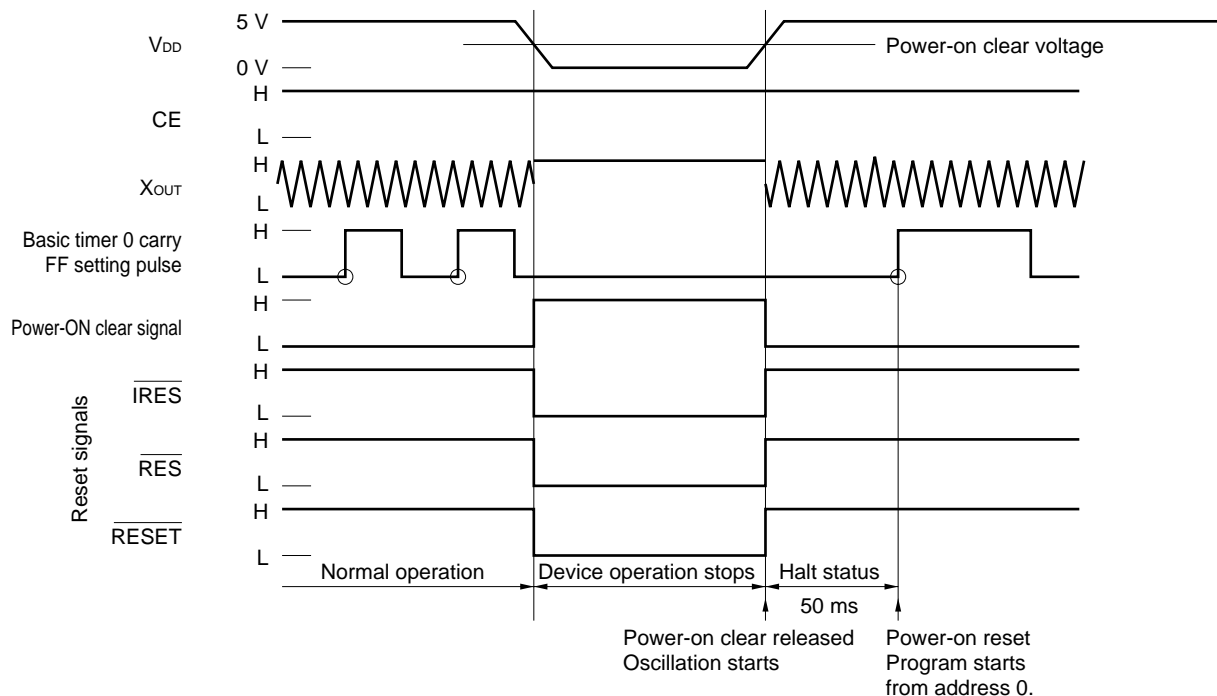 5 V
VDD
Power-on clear voltage
0 V
H
CE
L
H
XOUT
L
Basic timer 0 carry
FF setting pulse
H
L
H
Power-ON clear signal
L
Reset signals
H
IRES
L
H
RES
L
H
RESET
L
Normal operation
Device operation stops
Halt status
50 ms
Power-on clear released
Oscillation starts
Power-on reset
Program starts
from address 0.